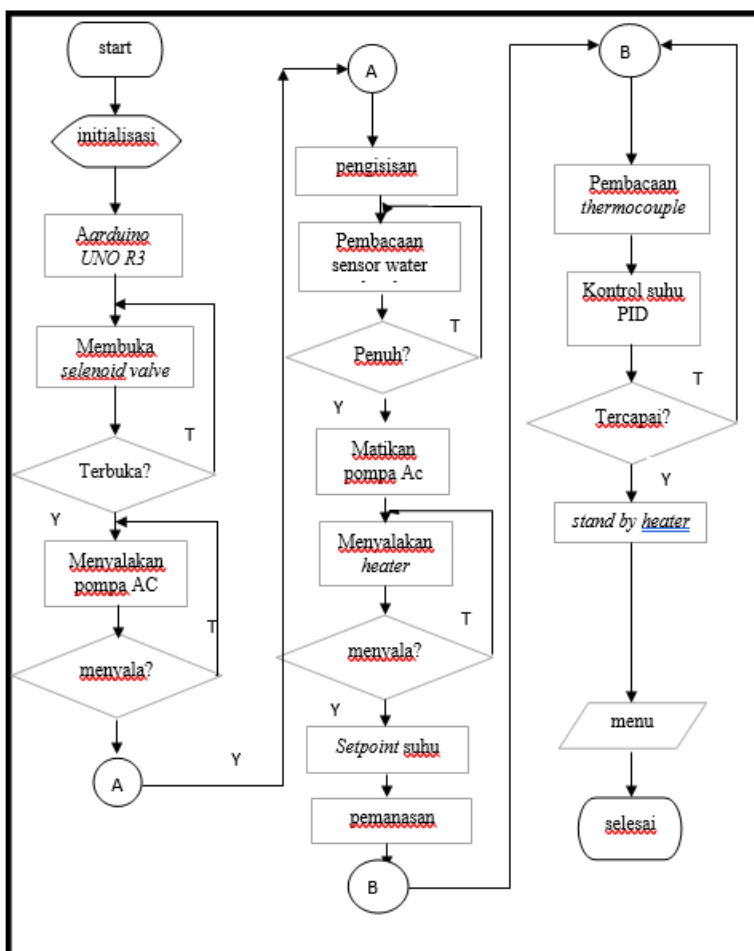 start
initialisasi
Aarduino
UNO R3
Membuka
selenoid valve
Terbuka?
T
Y
Menyalakan
pompa AC
T
menyala?
A
Y
A
pengisisan
Pembacaan
sensor water
T
Penuh?
Y
Matikan
pompa Ac
Menyalakan
heater
T
menyala?
Y
Setpoint suhu
pemanasan
B
B
Pembacaan
thermocouple
Kontrol suhu
PID
T
Tercapai?
Y
stand by heater
menu
selesai